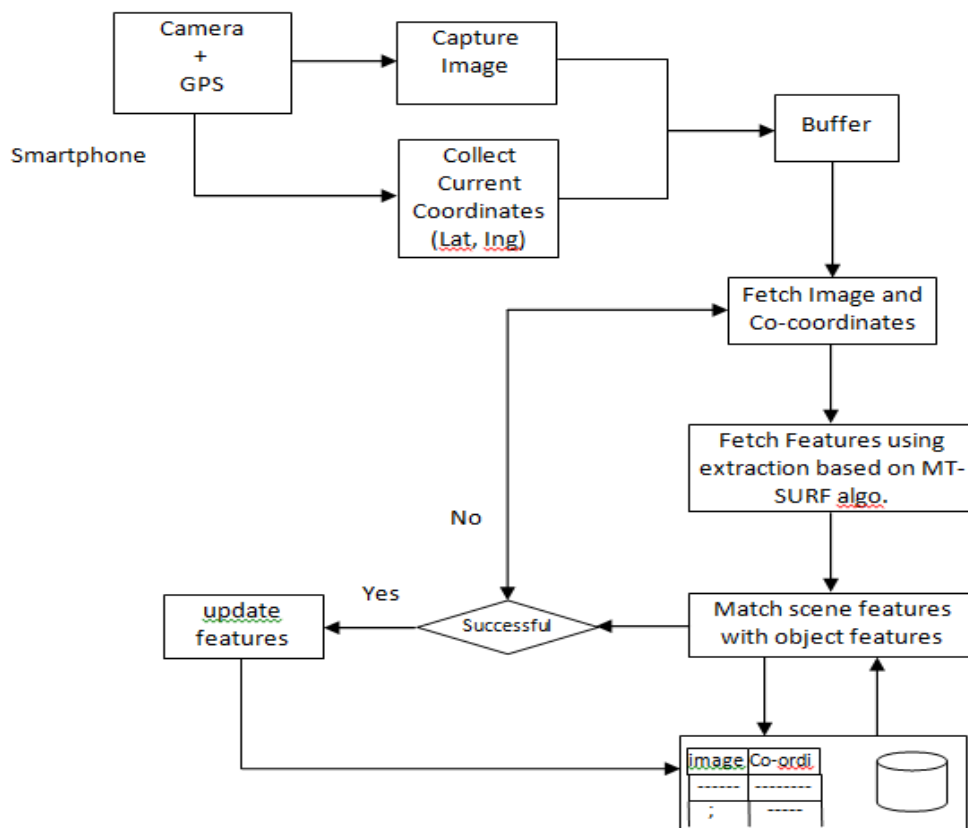 Camera
+
GPS
Capture
Image
Buffer
Smartphone
Collect
Current
Coordinates
(Lat, Ing)
Fetch Image and
Co-coordinates
Fetch Features using
extraction based on MT-
SURF algo.
No
Yes
update
features
Successful
Match scene features
with object features
image Co-ordi
------ --------
; -----